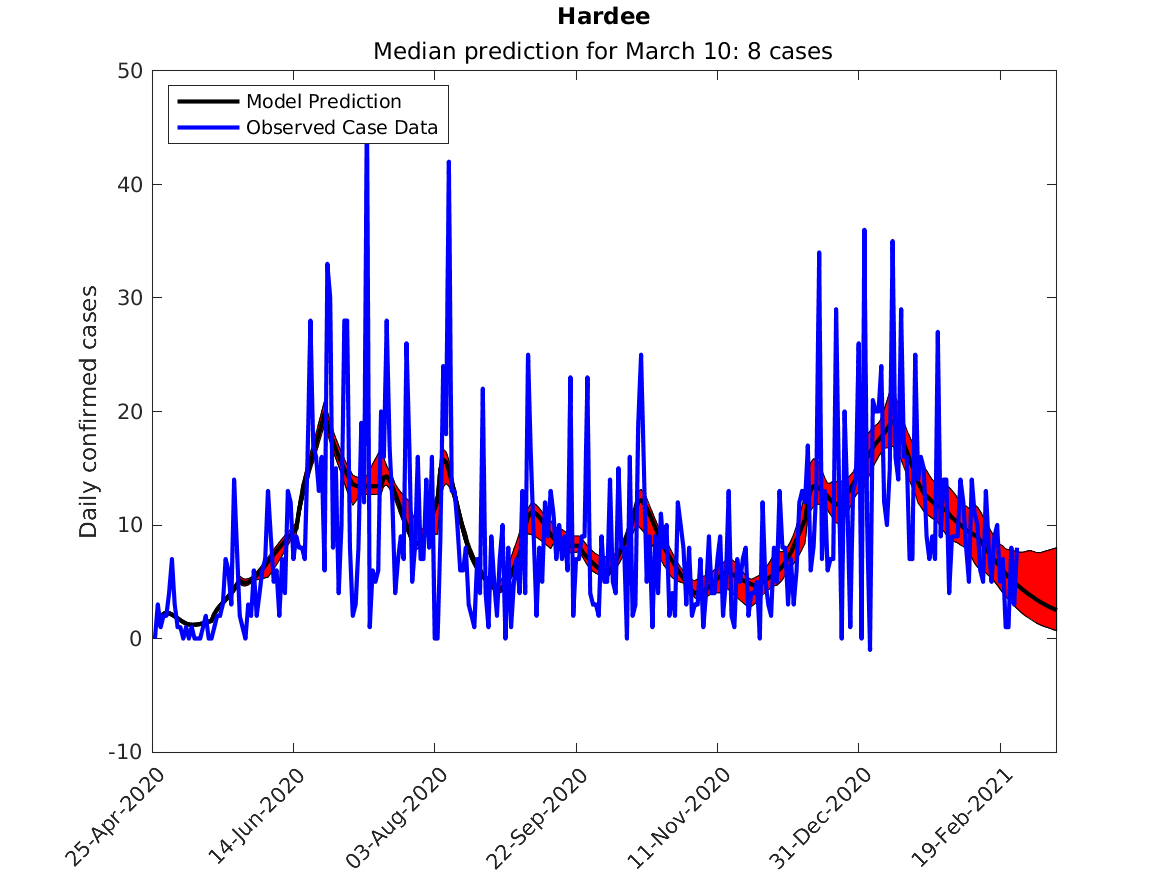 Hardee
Median prediction for March 10: 8 cases
Model Prediction
Observed Case Data
Daily confirmed cases
50
40
30
20
10
0
-10
25-Apr-2020
14-Jun-2020
03-Aug-2020
22-Sep-2020
11-Nov-2020
31-Dec-2020
19-Feb-2021